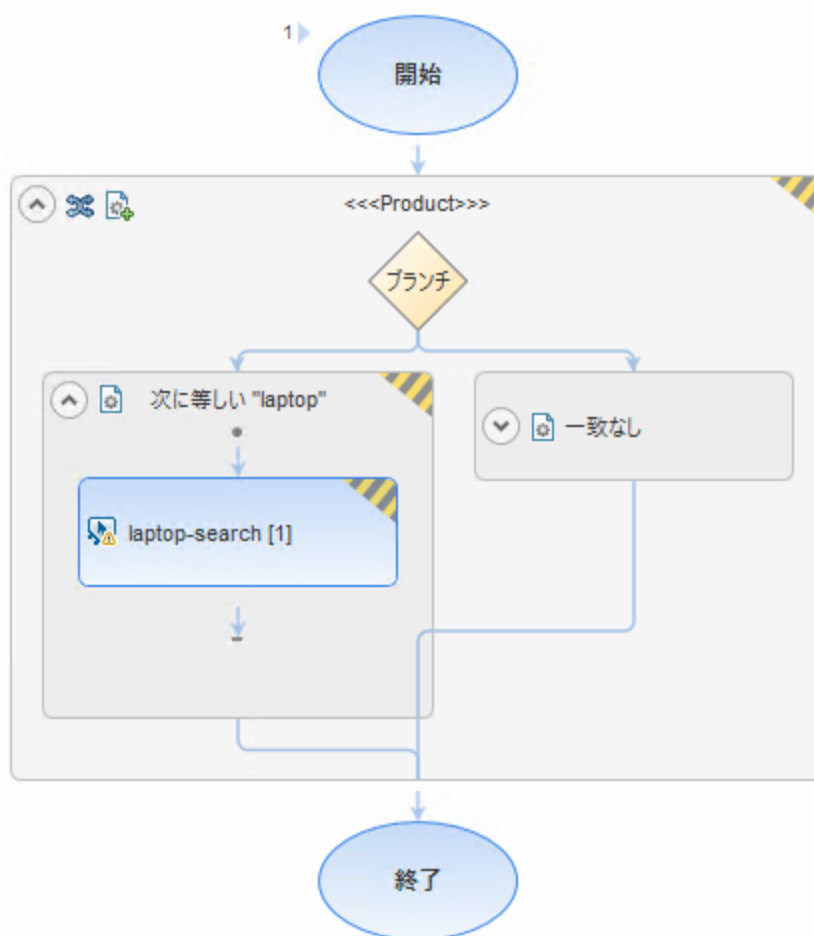 1
開始
<<<Product>>>
ブランチ
次に等しい "laptop"
一致なし
laptop-search [1]
終了